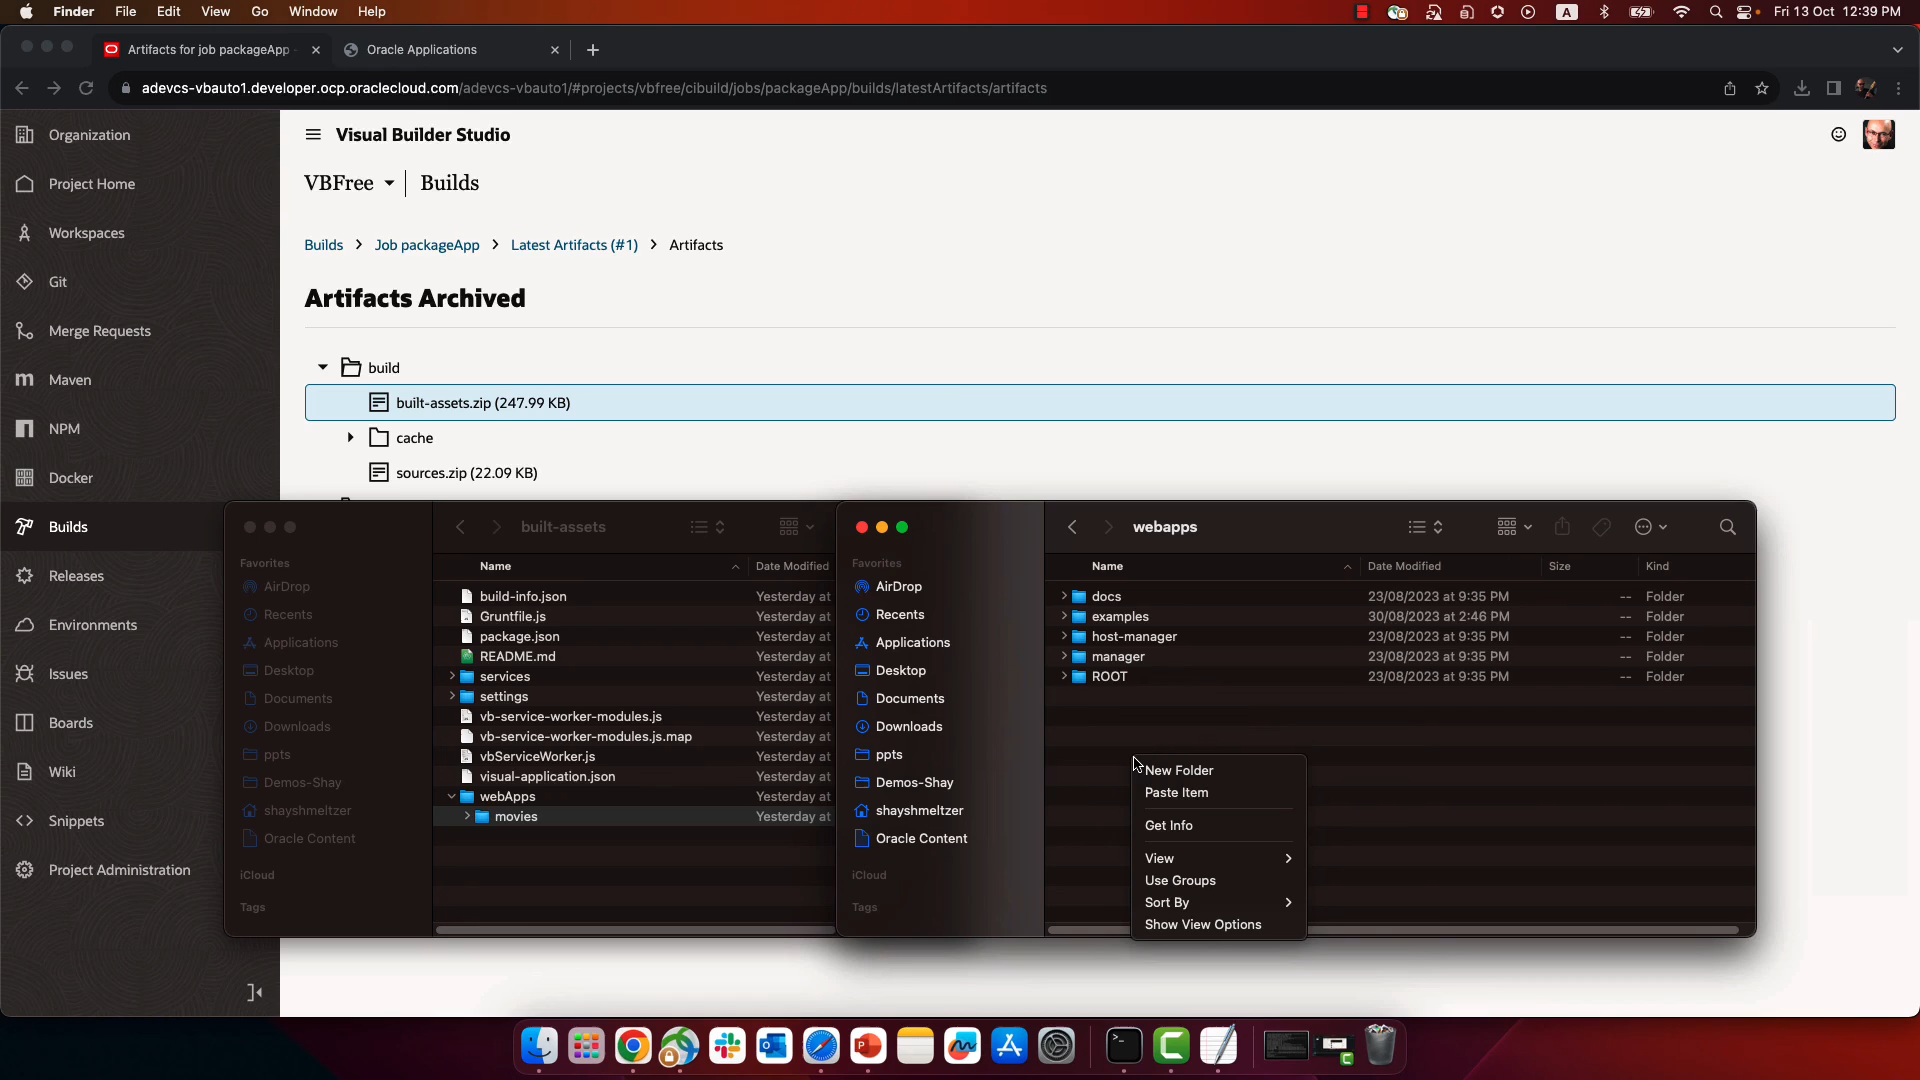 Finder File Edit View Go Window Help
A
Fri 13 Oct 12:39 PM
Artifacts for job packageApp
Oracle Applications
adevcs-vbauto1.developer.ocp.oraclecloud.com/adevcs-vbauto1/#projects/vbfree/cibuild/jobs/packageApp/builds/latestArtifacts/artifacts
Organization
Project Home
Workspaces
Git
Merge Requests
Maven
NPM
Docker
Builds
Releases
Environments
Issues
Boards
Wiki
Snippets
Project Administration
Visual Builder Studio
VBFree Builds
Builds > Job packageApp > Latest Artifacts (#1) > Artifacts
Artifacts Archived
build
built-assets.zip (247.99 KB)
cache
sources.zip (22.09 KB)
built-assets
Favorites
AirDrop
Recents
Applications
Desktop
Documents
Downloads
ppts
Demos-Shay
shayshmeltzer
Oracle Content
iCloud
Tags
Name Date Modified
build-info.json Yesterday at
Gruntfile.js Yesterday at
package.json Yesterday at
README.md Yesterday at
services Yesterday at
settings Yesterday at
vb-service-worker-modules.js Yesterday at
vb-service-worker-modules.js.map Yesterday at
vbServiceWorker.js Yesterday at
visual-application.json Yesterday at
webApps Yesterday at
movies Yesterday at
webapps
Favorites
AirDrop
Recents
Applications
Desktop
Documents
Downloads
ppts
Demos-Shay
shayshmeltzer
Oracle Content
iCloud
Tags
Name Date Modified Size Kind
docs 23/08/2023 at 9:35 PM -- Folder
examples 30/08/2023 at 2:46 PM -- Folder
host-manager 23/08/2023 at 9:35 PM -- Folder
manager 23/08/2023 at 9:35 PM -- Folder
ROOT 23/08/2023 at 9:35 PM -- Folder
New Folder
Paste Item
Get Info
View
Use Groups
Sort By
Show View Options